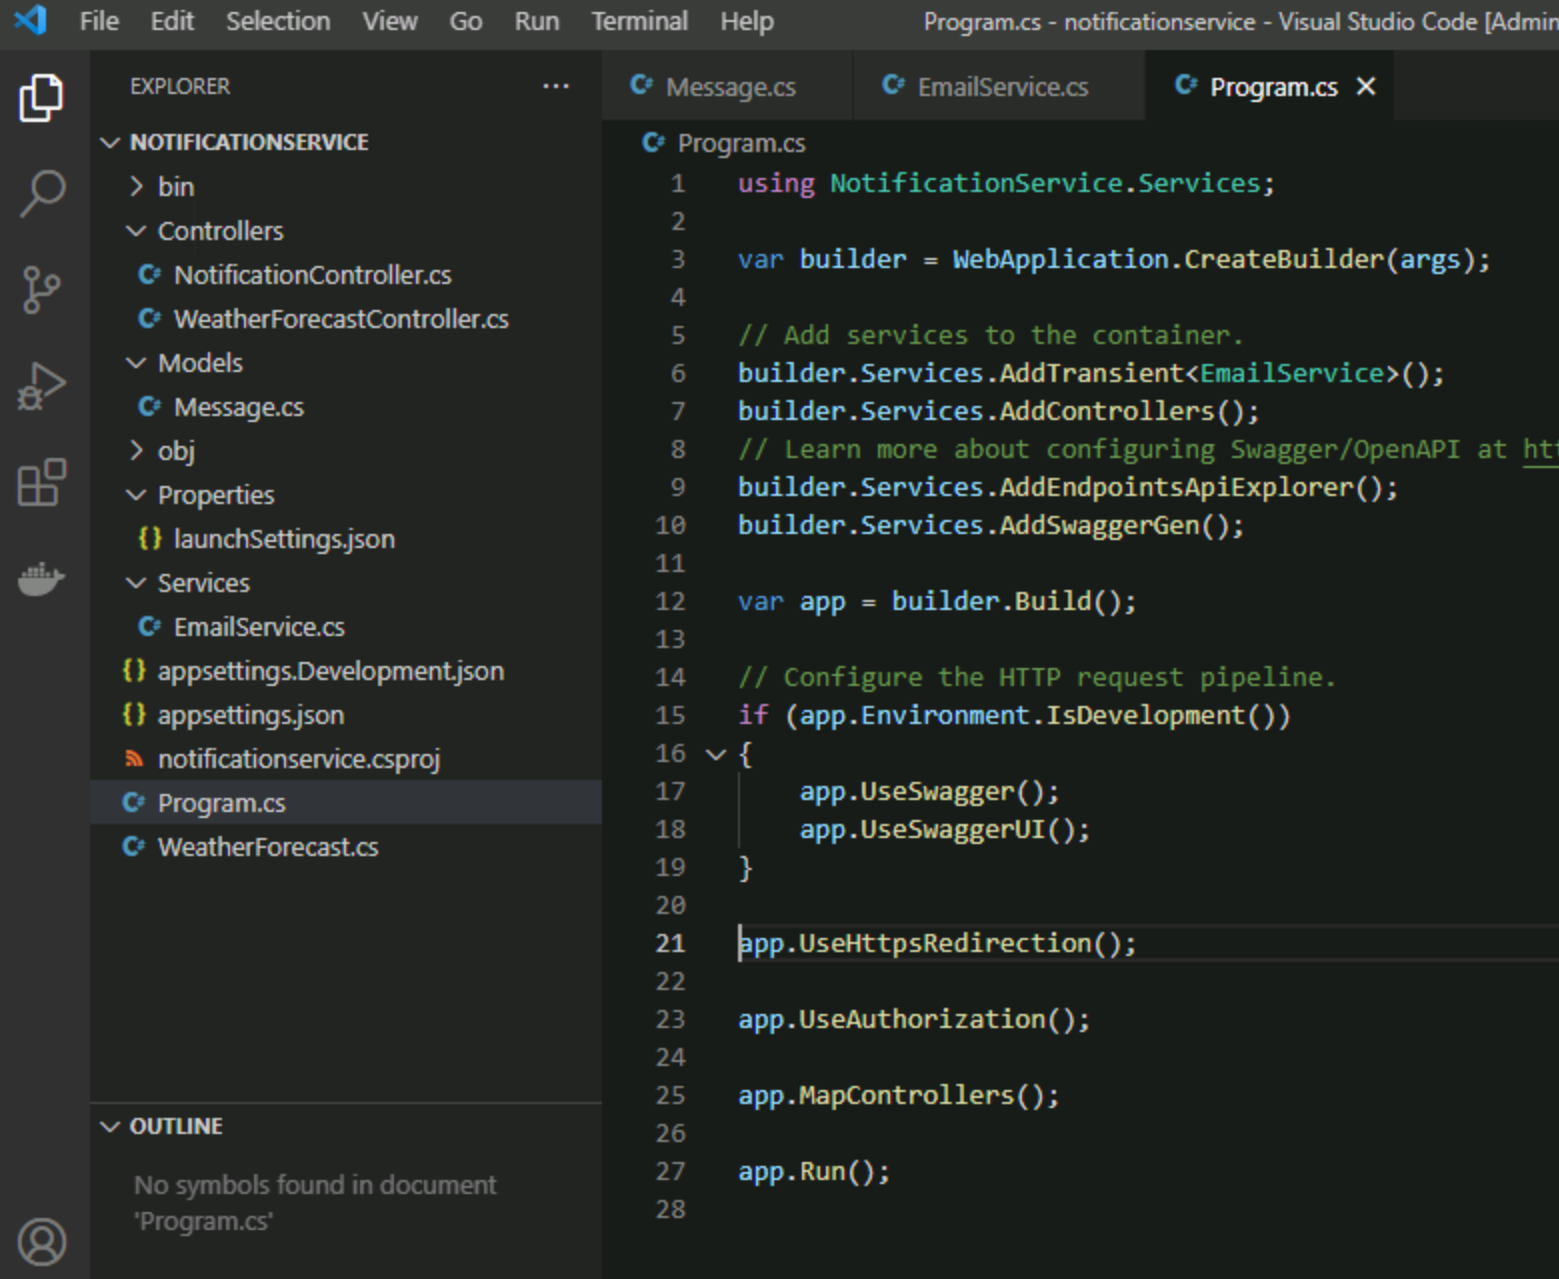 File Edit Selection View Go Run Terminal Help Program.cs - notificationservice - Visual Studio Code [Admin
EXPLORER ...
NOTIFICATIONSERVICE
bin
Controllers
NotificationController.cs
WeatherForecastController.cs
Models
Message.cs
obj
Properties
{} launchSettings.json
Services
EmailService.cs
{} appsettings.Development.json
{} appsettings.json
notificationservice.csproj
Program.cs
WeatherForecast.cs
OUTLINE
No symbols found in document
'Program.cs'
Message.cs EmailService.cs Program.cs
Program.cs
1 using NotificationService.Services;
2
3 var builder = WebApplication.CreateBuilder(args);
4
5 // Add services to the container.
6 builder.Services.AddTransient<EmailService>();
7 builder.Services.AddControllers();
8 // Learn more about configuring Swagger/OpenAPI at htt
9 builder.Services.AddEndpointsApiExplorer();
10 builder.Services.AddSwaggerGen();
11
12 var app = builder.Build();
13
14 // Configure the HTTP request pipeline.
15 if (app.Environment.IsDevelopment())
16 {
17 app.UseSwagger();
18 app.UseSwaggerUI();
19 }
20
21 app.UseHttpsRedirection();
22
23 app.UseAuthorization();
24
25 app.MapControllers();
26
27 app.Run();
28